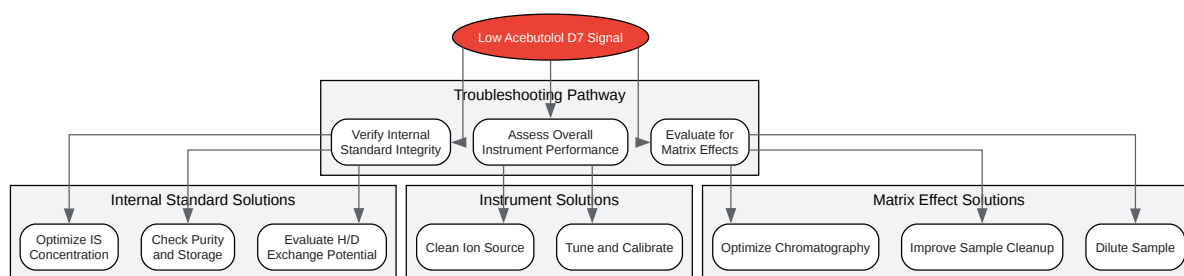 Low Acebutolol D7 Signal
Troubleshooting Pathway
Verify Internal
Standard Integrity
Assess Overall
Instrument Performance
Evaluate for
Matrix Effects
Internal Standard Solutions
Optimize IS
Concentration
Check Purity
and Storage
Evaluate H/D
Exchange Potential
Instrument Solutions
Clean Ion Source
Tune and Calibrate
Matrix Effect Solutions
Optimize Chromatography
Improve Sample Cleanup
Dilute Sample